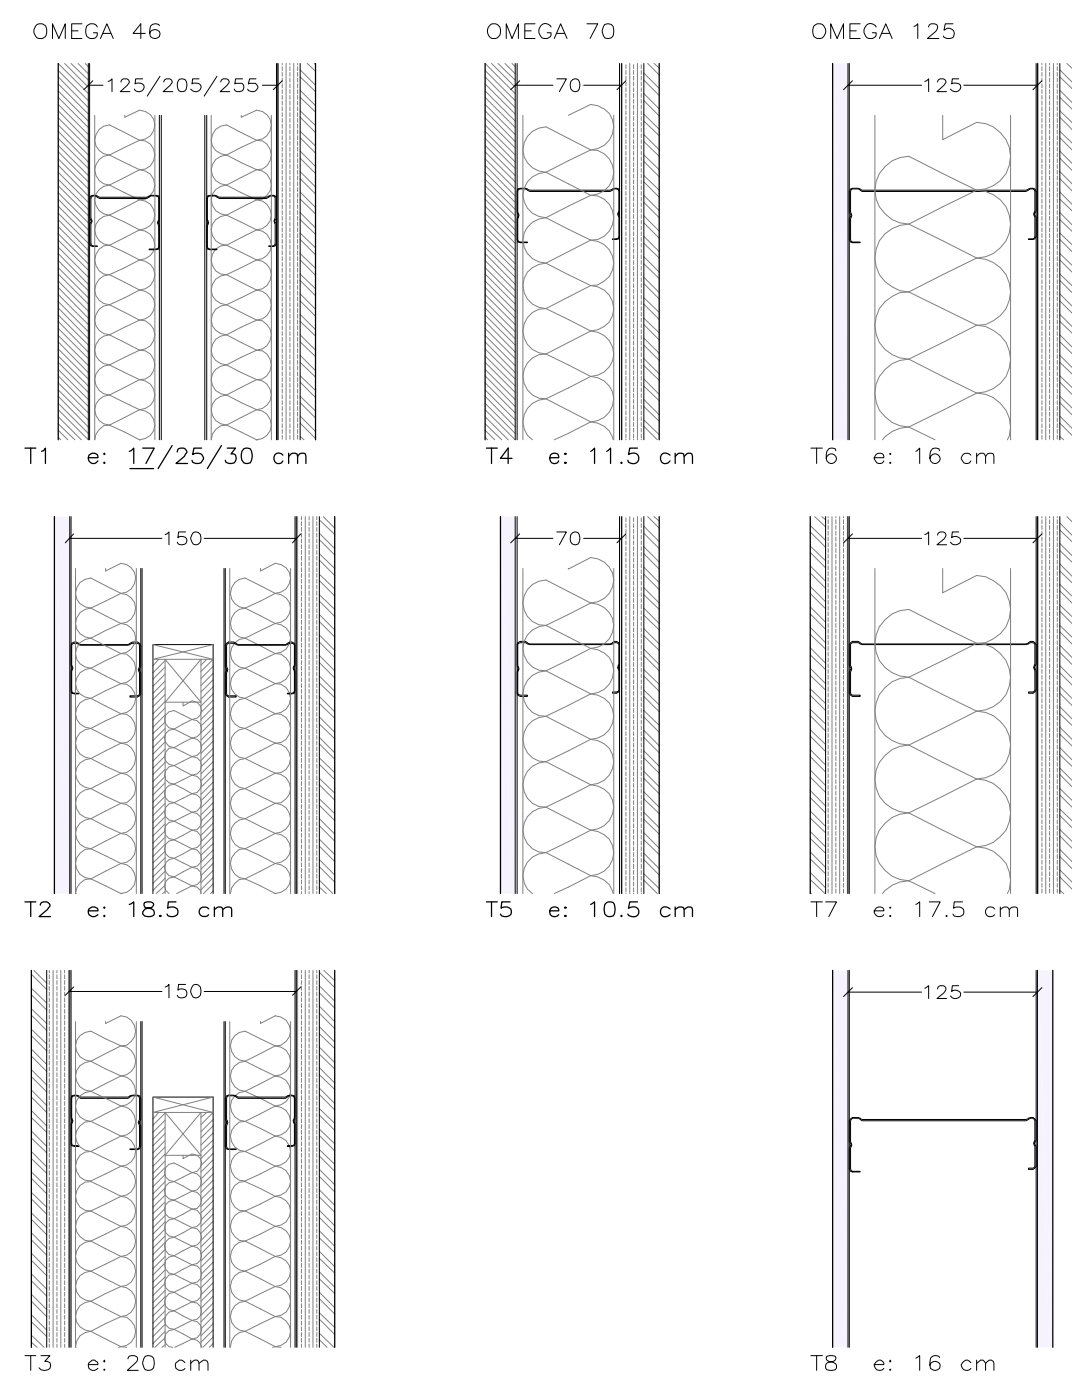 OMEGA 46
OMEGA 70
OMEGA 125
125/205/255
70
125
T1 e: 17/25/30 cm
T4 e: 11.5 cm
T6 e: 16 cm
150
70
125
T2 e: 18.5 cm
T5 e: 10.5 cm
T7 e: 17.5 cm
150
125
T3 e: 20 cm
T8 e: 16 cm